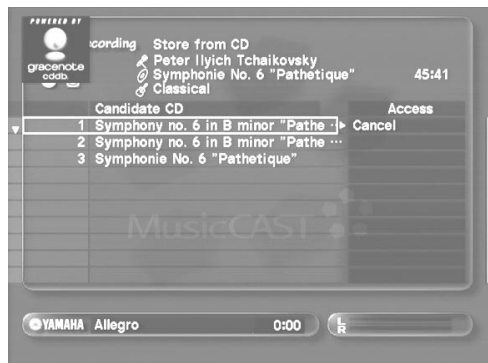 POWERED BY
gracenote
cddb
cording Store from CD
Peter Ilyich Tchaikovsky
Symphonie No. 6 "Pathetique" 45:41
Classical
Candidate CD Access
1 Symphony no. 6 in B minor "Pathe ... Cancel
2 Symphony no. 6 in B minor "Pathe ...
3 Symphonie No. 6 "Pathetique"
MusicCAST
YAMAHA Allegro 0:00 L
R